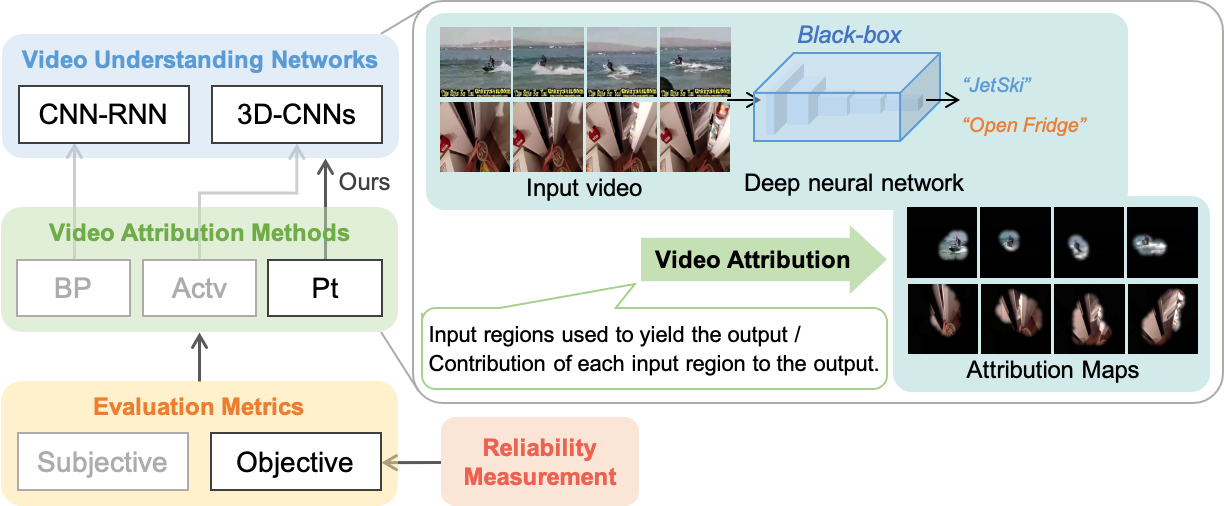 Video Understanding Networks
CNN-RNN
3D-CNNs
Ours
Video Attribution Methods
BP
Actv
Pt
Evaluation Metrics
Subjective
Objective
Reliability
Measurement
Black-box
“JetSki”
“Open Fridge”
Input video
Deep neural network
Video Attribution
Input regions used to yield the output /
Contribution of each input region to the output.
Attribution Maps